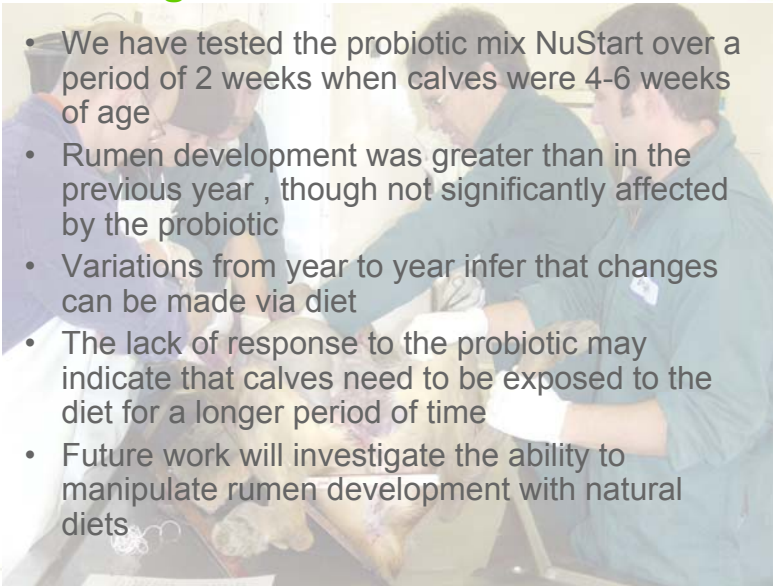 • We have tested the probiotic mix NuStart over a
period of 2 weeks when calves were 4-6 weeks
of age
• Rumen development was greater than in the
previous year , though not significantly affected
by the probiotic
• Variations from year to year infer that changes
can be made via diet
• The lack of response to the probiotic may
indicate that calves need to be exposed to the
diet for a longer period of time
• Future work will investigate the ability to
manipulate rumen development with natural
diets